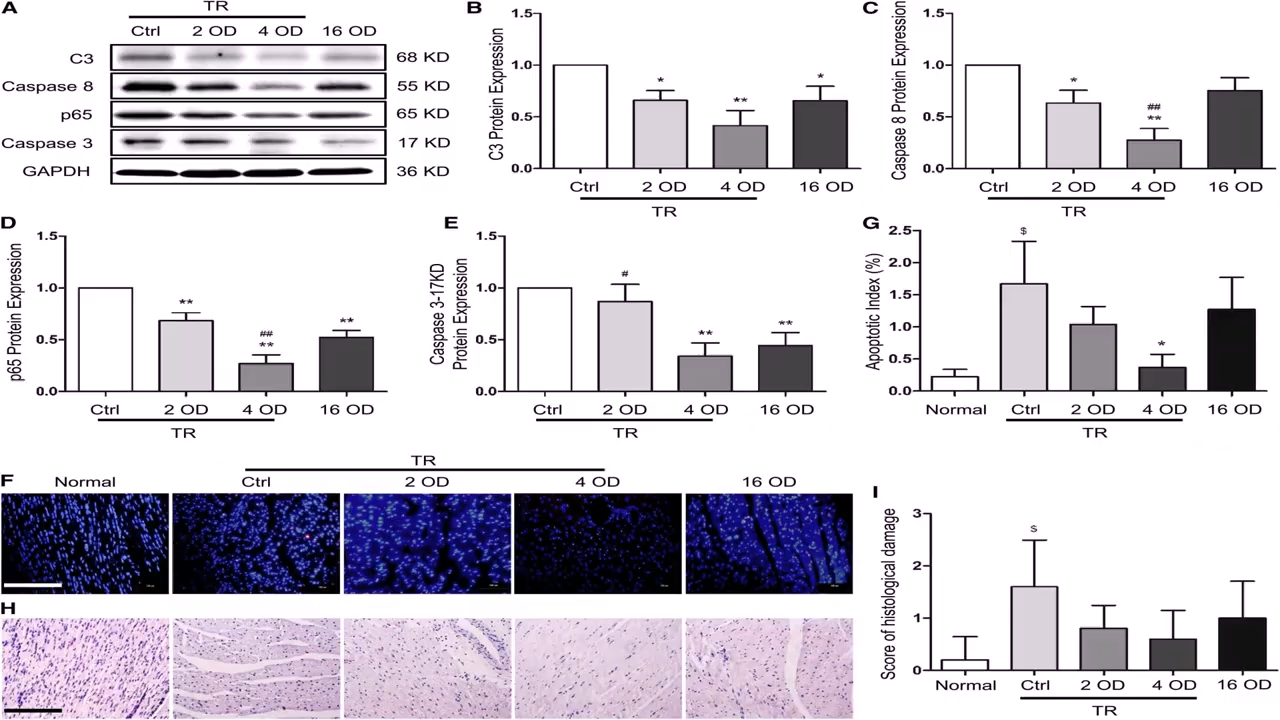 A
TR
Ctrl 2 OD 4 OD 16 OD
C3 68 KD
Caspase 8 55 KD
p65 65 KD
Caspase 3 17 KD
GAPDH 36 KD
B
C3 Protein Expression
1.5
1.0
0.5
0.0
*
**
*
Ctrl 2 OD 4 OD 16 OD
TR
C
Caspase 8 Protein Expression
1.5
1.0
0.5
0.0
*
##
**
Ctrl 2 OD 4 OD 16 OD
TR
D
p65 Protein Expression
1.5
1.0
0.5
0.0
**
##
**
**
Ctrl 2 OD 4 OD 16 OD
TR
E
Caspase 3-17KD
Protein Expression
1.5
1.0
0.5
0.0
#
**
**
Ctrl 2 OD 4 OD 16 OD
TR
G
Apoptotic Index (%)
2.5
2.0
1.5
1.0
0.5
0.0
$
*
Normal Ctrl 2 OD 4 OD 16 OD
TR
F
TR
Normal Ctrl 2 OD 4 OD 16 OD
H
I
Score of histological damage
3
2
1
0
$
Normal Ctrl 2 OD 4 OD 16 OD
TR